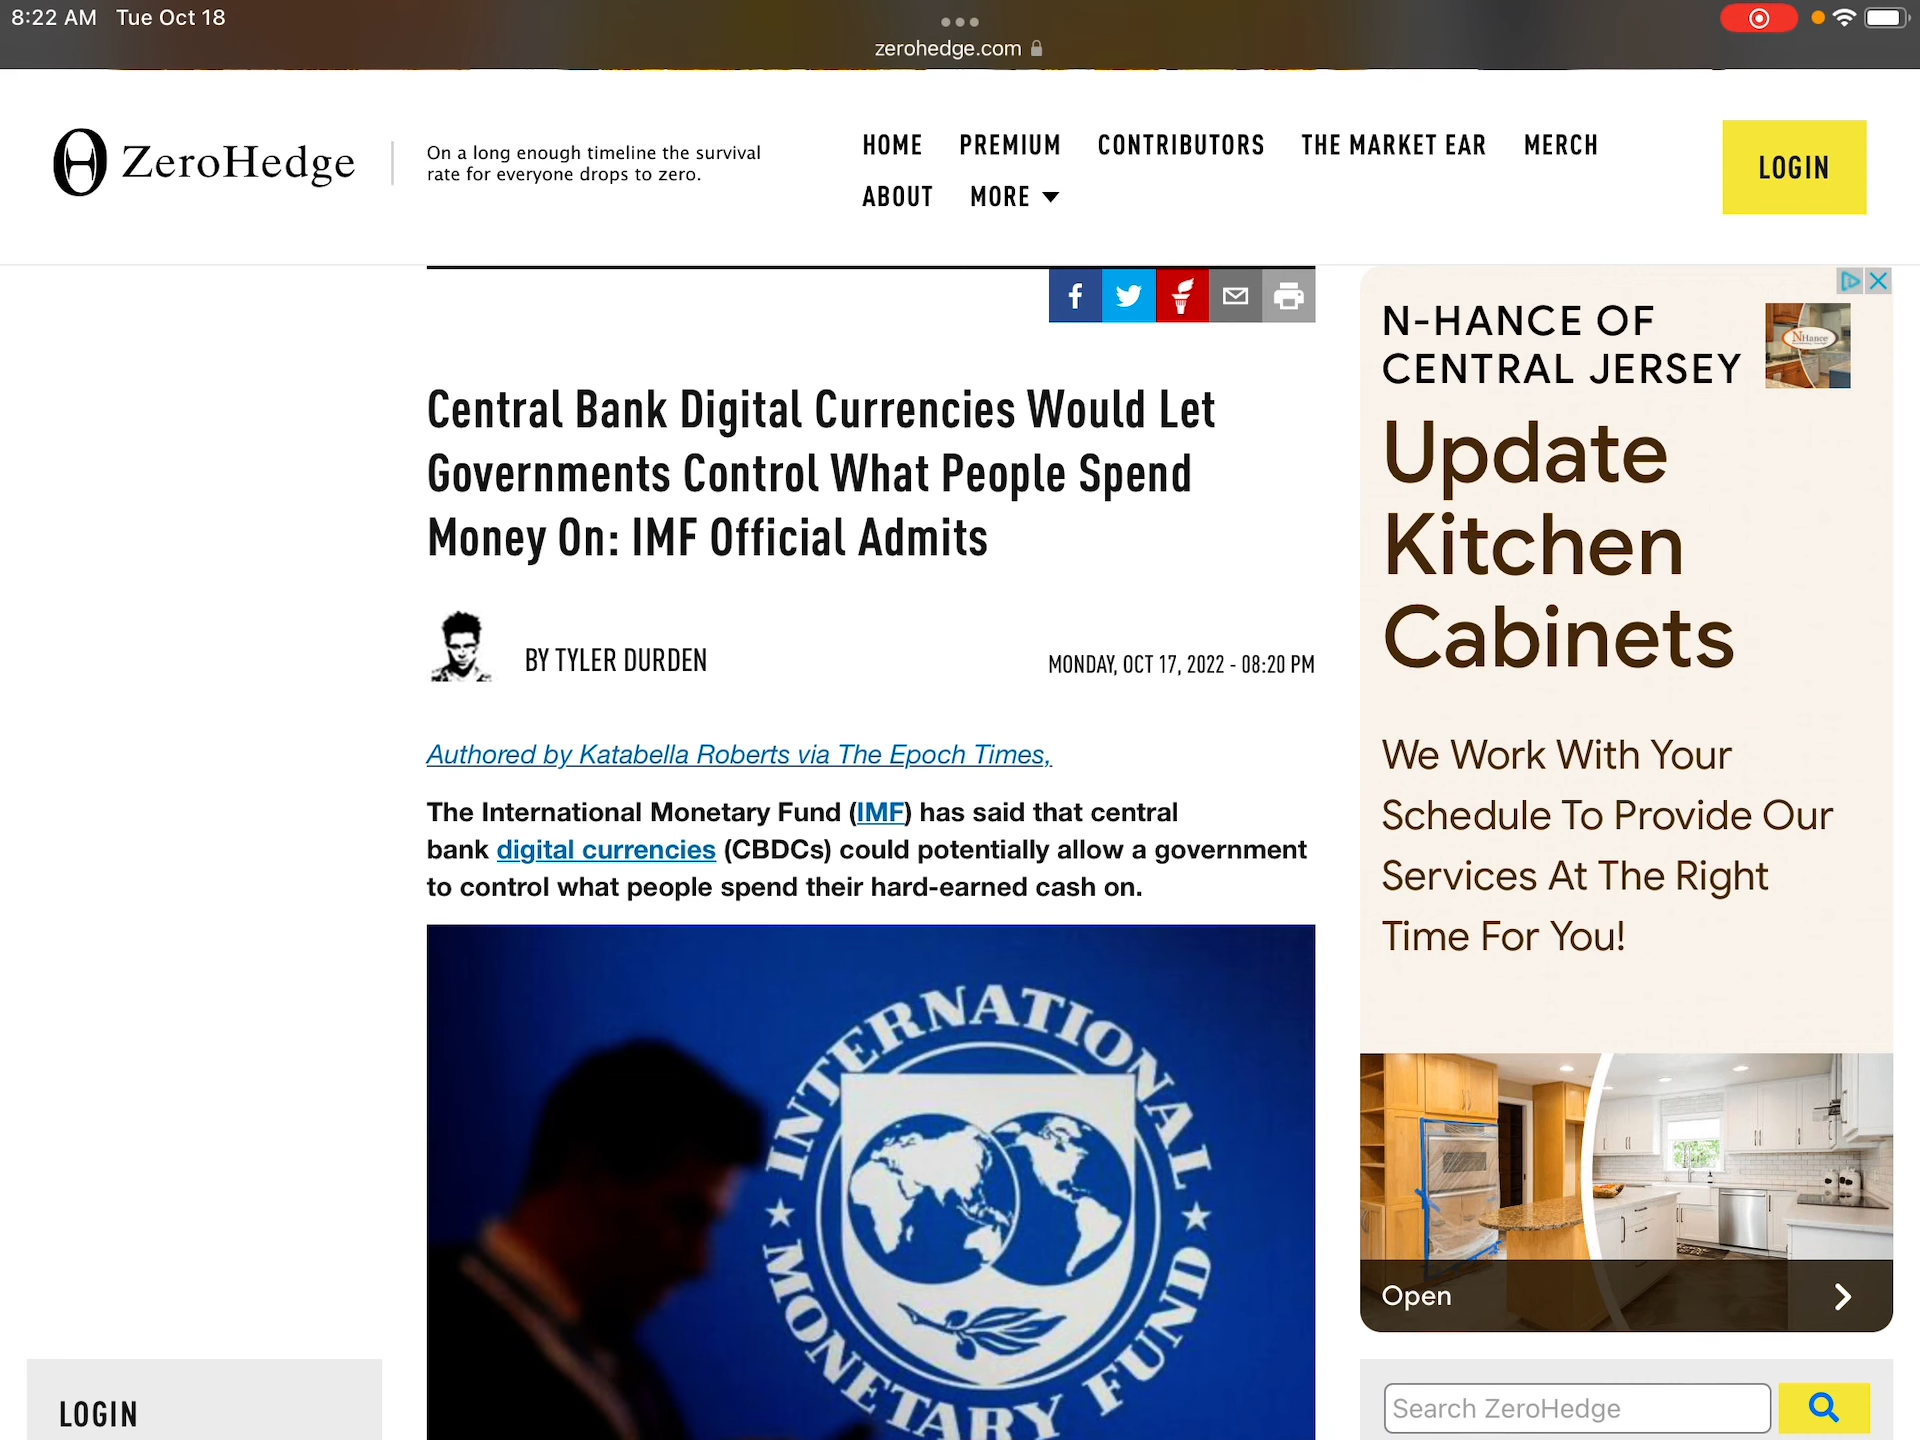 8:22 AM Tue Oct 18
zerohedge.com
ZeroHedge
On a long enough timeline the survival
rate for everyone drops to zero.
HOME PREMIUM CONTRIBUTORS THE MARKET EAR MERCH
ABOUT MORE
LOGIN
Central Bank Digital Currencies Would Let
Governments Control What People Spend
Money On: IMF Official Admits
BY TYLER DURDEN
MONDAY, OCT 17, 2022 - 08:20 PM
Authored by Katabella Roberts via The Epoch Times,
The International Monetary Fund (IMF) has said that central
bank digital currencies (CBDCs) could potentially allow a government
to control what people spend their hard-earned cash on.
INTERNATIONAL
MONETARY FUND
N-HANCE OF
CENTRAL JERSEY
NHance
Update
Kitchen
Cabinets
We Work With Your
Schedule To Provide Our
Services At The Right
Time For You!
Open
LOGIN
Search ZeroHedge